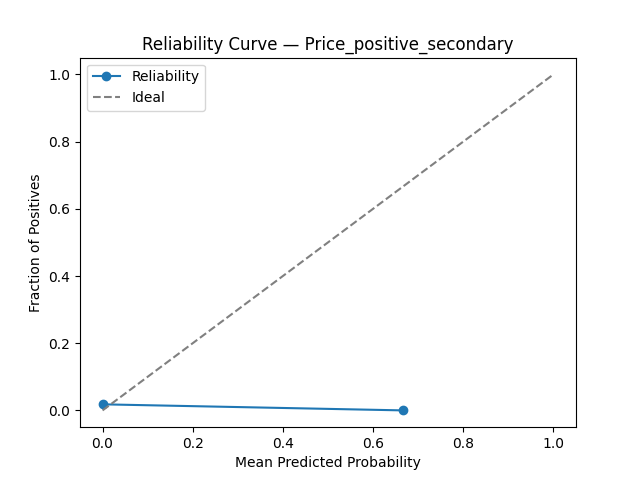 Reliability Curve — Price_positive_secondary
Reliability
Ideal
Fraction of Positives
1.0
0.8
0.6
0.4
0.2
0.0
0.0 0.2 0.4 0.6 0.8 1.0
Mean Predicted Probability